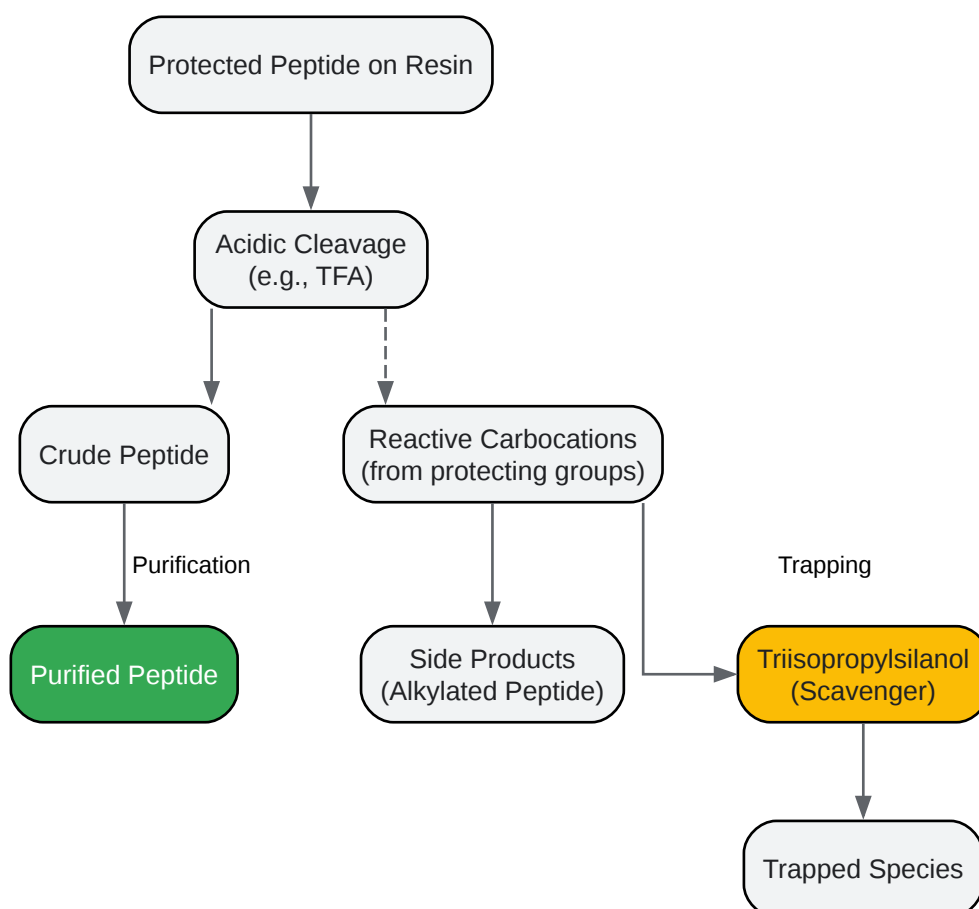 Protected Peptide on Resin
Acidic Cleavage
(e.g., TFA)
Crude Peptide
Reactive Carbocations
(from protecting groups)
Purification
Trapping
Purified Peptide
Side Products
(Alkylated Peptide)
Triisopropylsilanol
(Scavenger)
Trapped Species